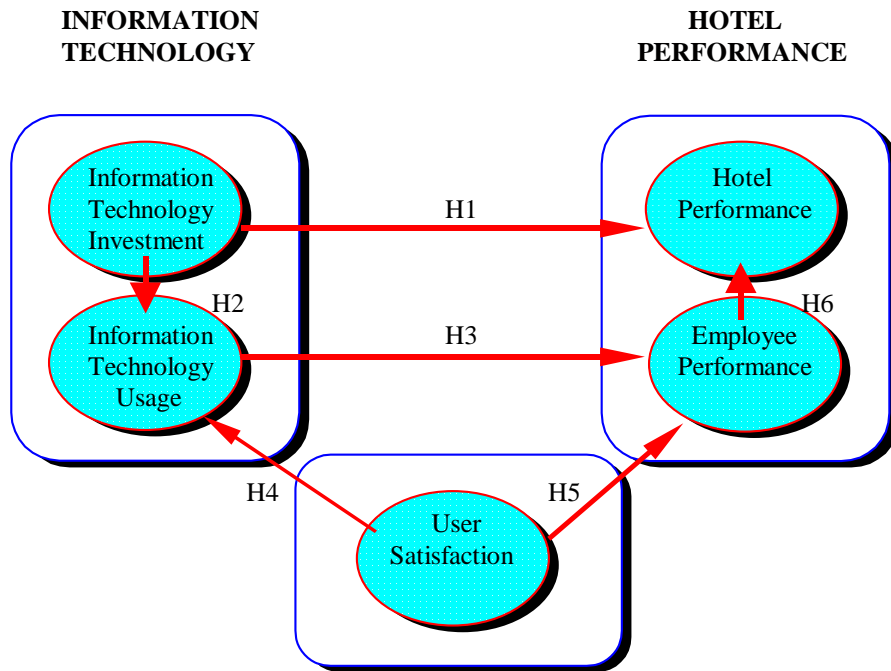 INFORMATION
TECHNOLOGY
HOTEL
PERFORMANCE
Information
Technology
Investment
H1
Hotel
Performance
H2
H6
Information
Technology
Usage
H3
Employee
Performance
H4
H5
User
Satisfaction